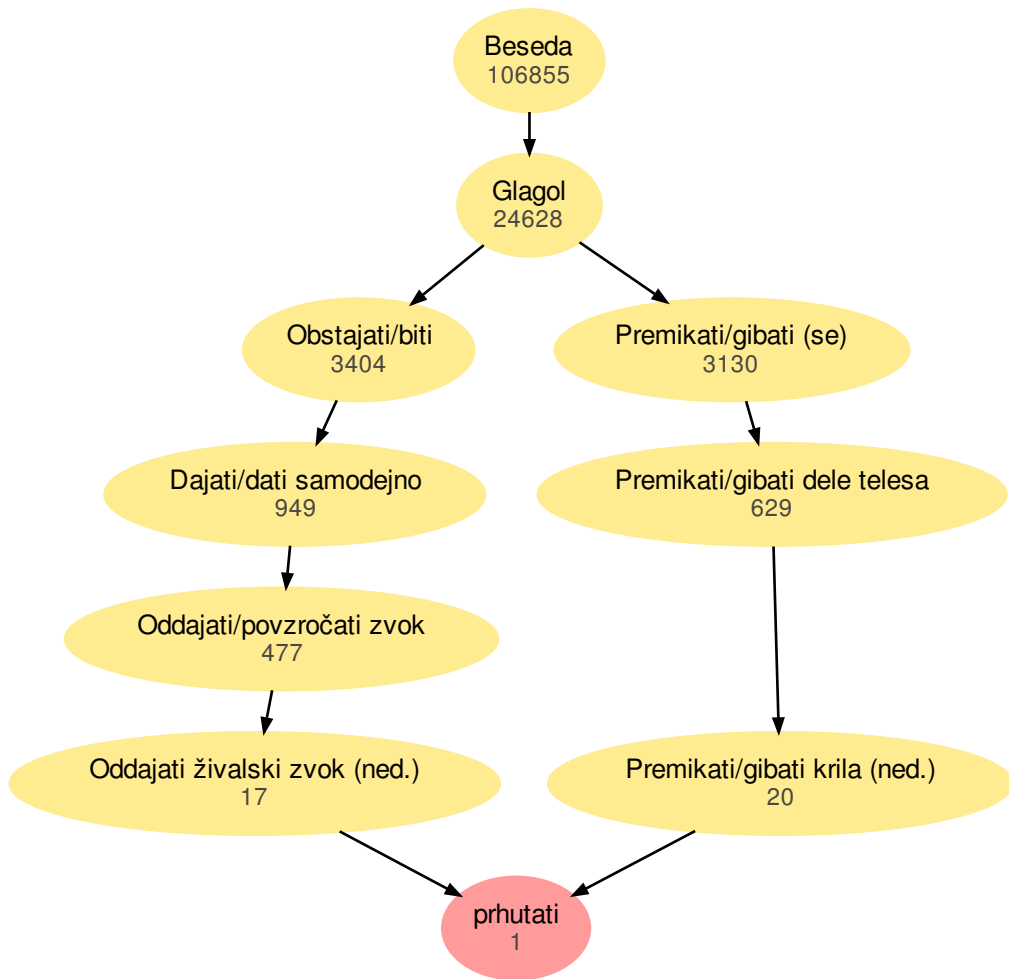 Beseda
106855
Glagol
24628
Obstajati/biti
3404
Premikati/gibati (se)
3130
Dajati/dati samodejno
949
Premikati/gibati dele telesa
629
Oddajati/povzročati zvok
477
Oddajati živalski zvok (ned.)
17
Premikati/gibati krila (ned.)
20
prhutati
1